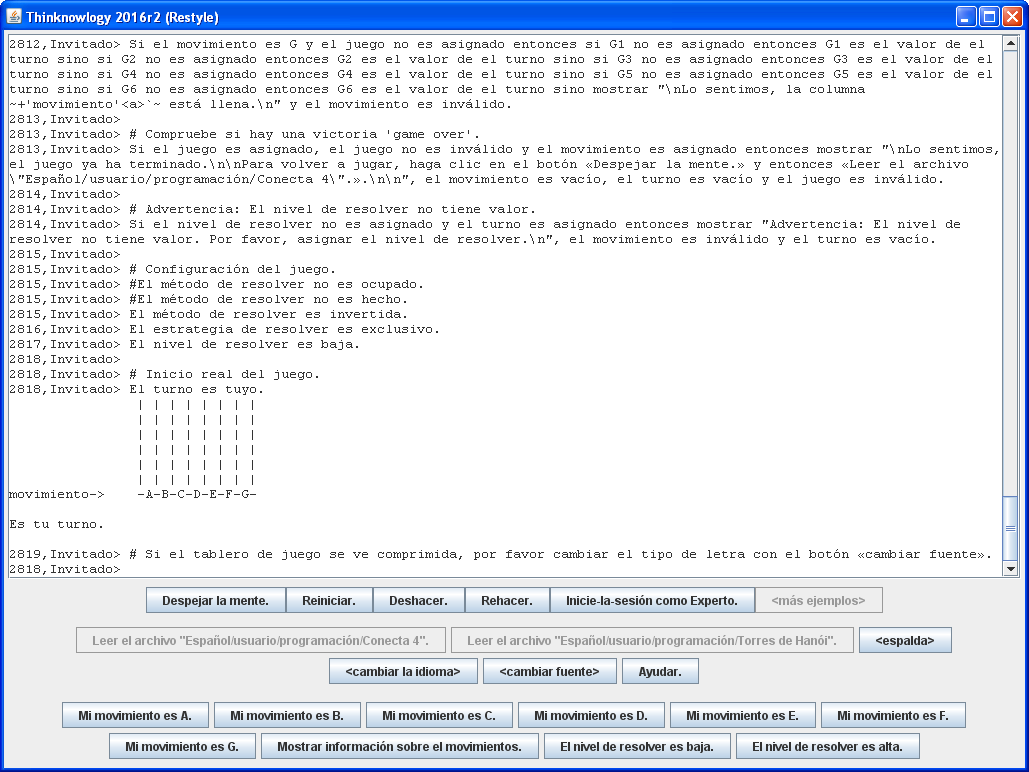 Thinknowlogy 2016r2 (Restyle)
2812,Invitado> Si el movimiento es G y el juego no es asignado entonces si G1 no es asignado entonces G1 es el valor de el
turno sino si G2 no es asignado entonces G2 es el valor de el turno sino si G3 no es asignado entonces G3 es el valor de el
turno sino si G4 no es asignado entonces G4 es el valor de el turno sino si G5 no es asignado entonces G5 es el valor de el
turno sino si G6 no es asignado entonces G6 es el valor de el turno sino mostrar "\nLo sentimos, la columna
~+'movimiento'<a>`~ está llena.\n" y el movimiento es inválido.
2813,Invitado>
2813,Invitado> # Compruebe si hay una victoria 'game over'.
2813,Invitado> Si el juego es asignado, el juego no es inválido y el movimiento es asignado entonces mostrar "\nLo sentimos,
el juego ya ha terminado.\n\nPara volver a jugar, haga clic en el botón «Despejar la mente.» y entonces «Leer el archivo
\"Español/usuario/programación/Conecta 4\".».\n\n", el movimiento es vacío, el turno es vacío y el juego es inválido.
2814,Invitado>
2814,Invitado> # Advertencia: El nivel de resolver no tiene valor.
2814,Invitado> Si el nivel de resolver no es asignado y el turno es asignado entonces mostrar "Advertencia: El nivel de
resolver no tiene valor. Por favor, asignar el nivel de resolver.\n", el movimiento es inválido y el turno es vacío.
2815,Invitado>
2815,Invitado> # Configuración del juego.
2815,Invitado> #El método de resolver no es ocupado.
2815,Invitado> #El método de resolver no es hecho.
2815,Invitado> El método de resolver es invertida.
2816,Invitado> El estrategia de resolver es exclusivo.
2817,Invitado> El nivel de resolver es baja.
2818,Invitado>
2818,Invitado> # Inicio real del juego.
2818,Invitado> El turno es tuyo.
| | | | | | | |
| | | | | | | |
| | | | | | | |
| | | | | | | |
| | | | | | | |
| | | | | | | |
movimiento-> -A-B-C-D-E-F-G-
Es tu turno.
2819,Invitado> # Si el tablero de juego se ve comprimida, por favor cambiar el tipo de letra con el botón «cambiar fuente».
2818,Invitado>
Despejar la mente. Reiniciar. Deshacer. Rehacer. Inicie-la-sesión como Experto. <más ejemplos>
Leer el archivo "Español/usuario/programación/Conecta 4". Leer el archivo "Español/usuario/programación/Torres de Hanói". <espalda>
<cambiar la idioma> <cambiar fuente> Ayudar.
Mi movimiento es A. Mi movimiento es B. Mi movimiento es C. Mi movimiento es D. Mi movimiento es E. Mi movimiento es F.
Mi movimiento es G. Mostrar información sobre el movimientos. El nivel de resolver es baja. El nivel de resolver es alta.